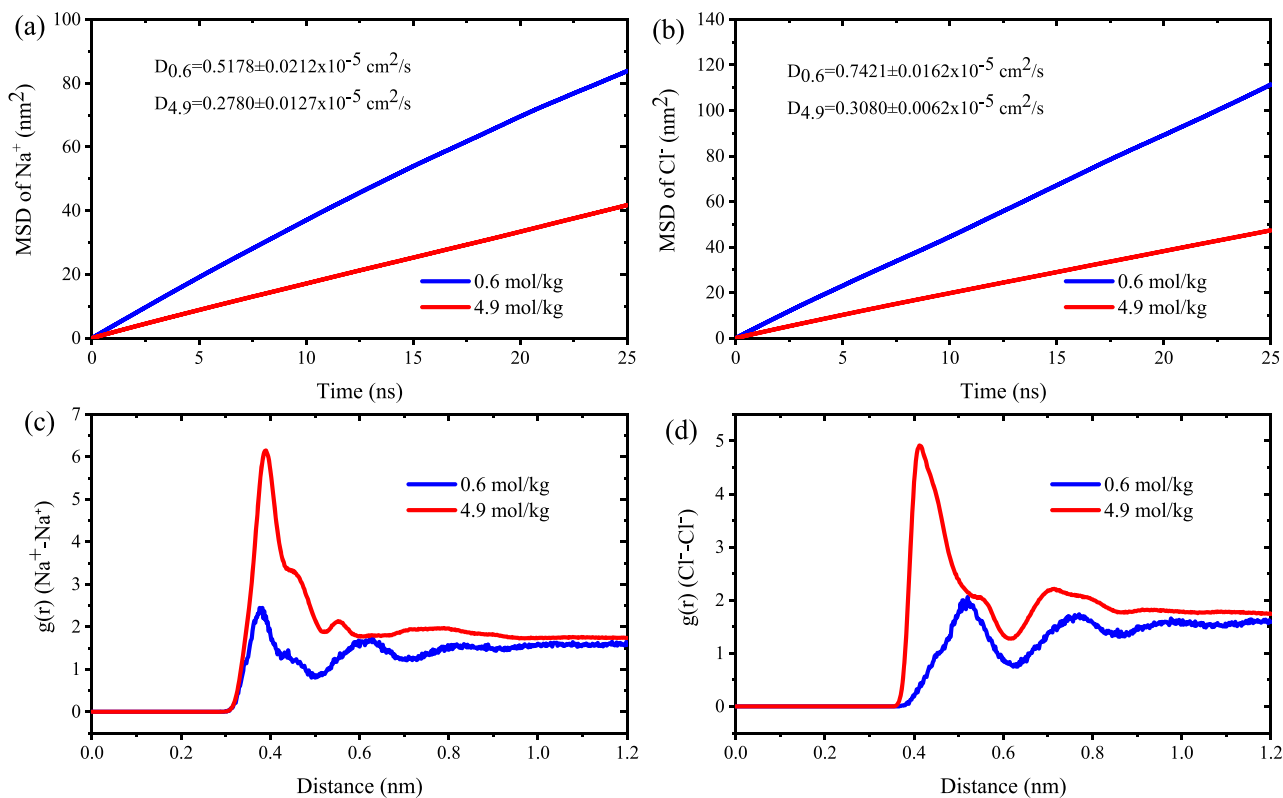 (a)
MSD of Na⁺ (nm²)
100
80
60
40
20
0
D₀.₆=0.5178±0.0212x10⁻⁵ cm²/s
D₄.₉=0.2780±0.0127x10⁻⁵ cm²/s
0.6 mol/kg
4.9 mol/kg
0 5 10 15 20 25
Time (ns)
(b)
MSD of Cl⁻ (nm²)
140
120
100
80
60
40
20
0
D₀.₆=0.7421±0.0162x10⁻⁵ cm²/s
D₄.₉=0.3080±0.0062x10⁻⁵ cm²/s
0.6 mol/kg
4.9 mol/kg
0 5 10 15 20 25
Time (ns)
(c)
g(r) (Na⁺-Na⁺)
7
6
5
4
3
2
1
0
0.6 mol/kg
4.9 mol/kg
0.0 0.2 0.4 0.6 0.8 1.0 1.2
Distance (nm)
(d)
g(r) (Cl⁻-Cl⁻)
5
4
3
2
1
0
0.6 mol/kg
4.9 mol/kg
0.0 0.2 0.4 0.6 0.8 1.0 1.2
Distance (nm)